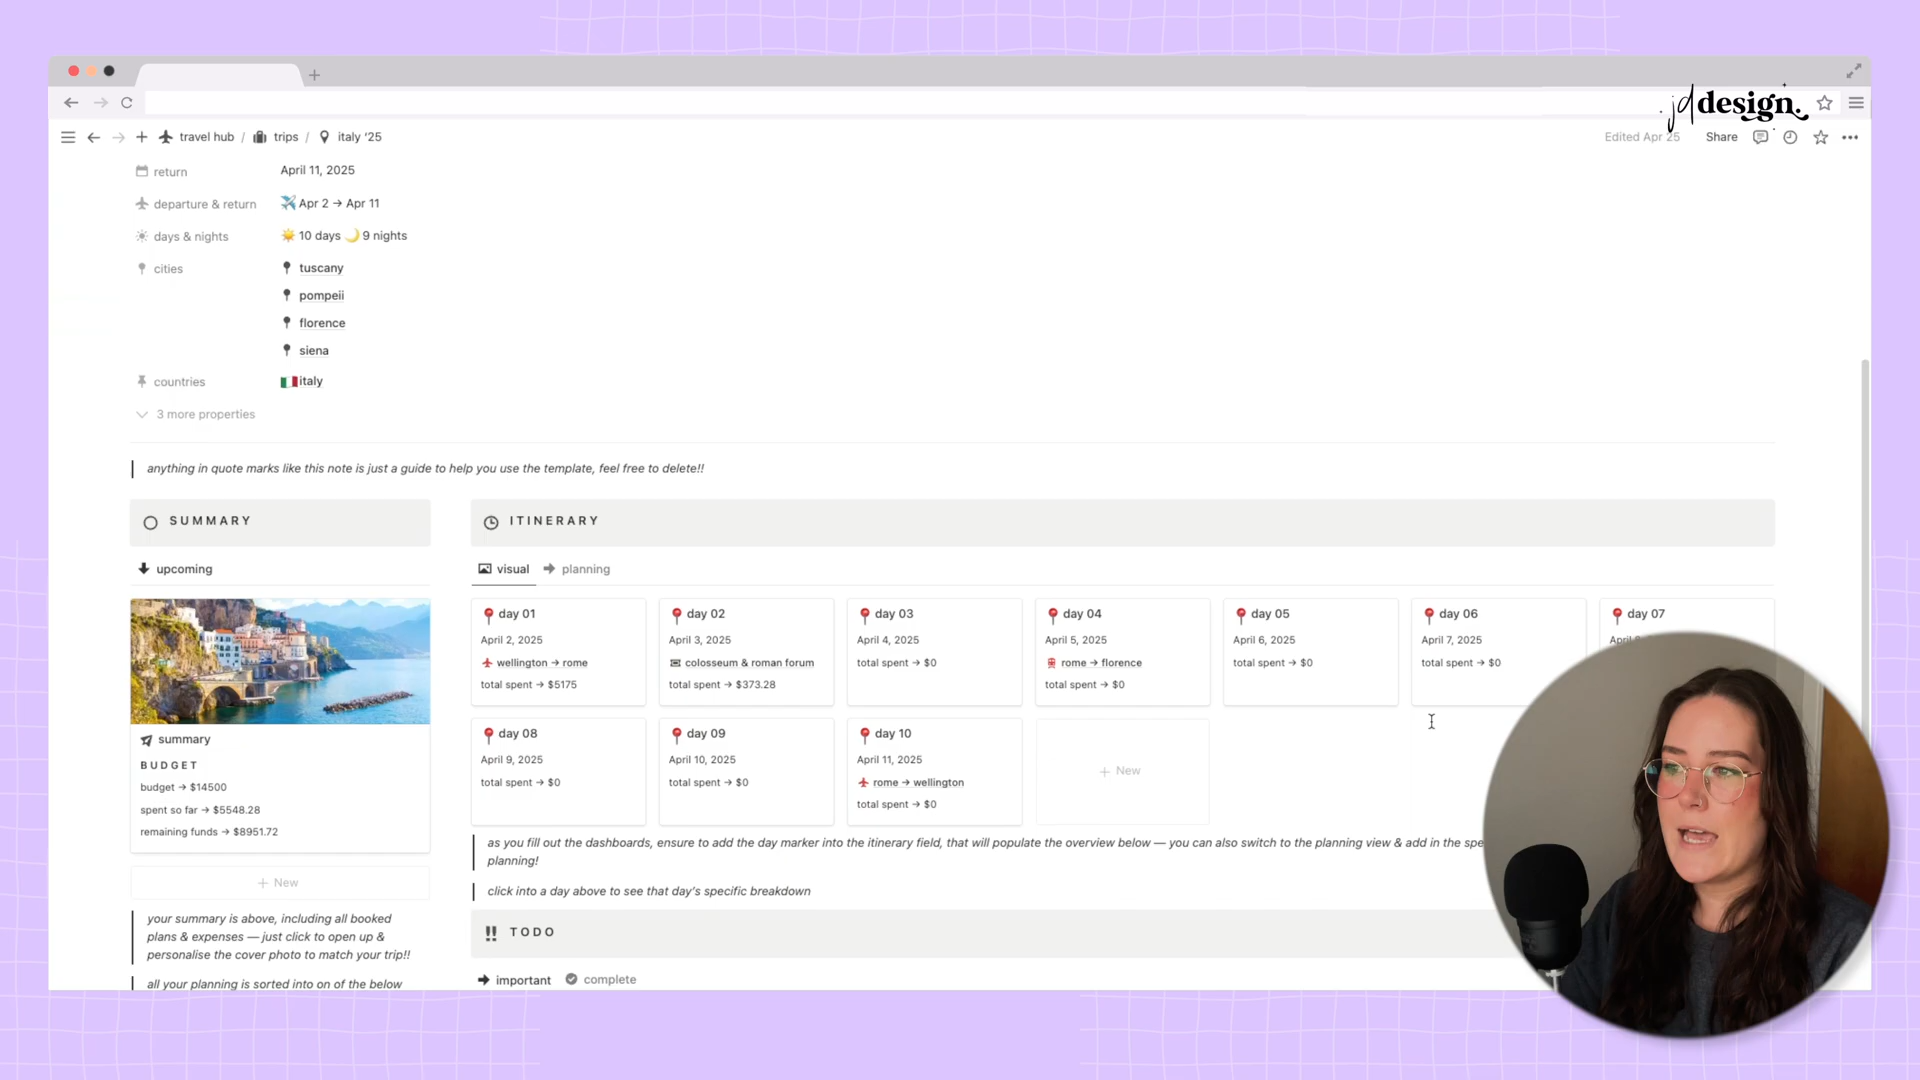 jd design.
travel hub / trips / italy '25
Edited Apr 25 Share
return April 11, 2025
departure & return ✈️ Apr 2 → Apr 11
days & nights ☀️ 10 days 🌙 9 nights
cities tuscany
pompeii
florence
siena
countries 🇮🇹 italy
3 more properties
anything in quote marks like this note is just a guide to help you use the template, feel free to delete!!
SUMMARY
upcoming
summary
BUDGET
budget → $14500
spent so far → $5548.28
remaining funds → $8951.72
+ New
your summary is above, including all booked
plans & expenses — just click to open up &
personalise the cover photo to match your trip!!
all your planning is sorted into on of the below
ITINERARY
visual → planning
day 01
April 2, 2025
wellington → rome
total spent → $5175
day 02
April 3, 2025
colosseum & roman forum
total spent → $373.28
day 03
April 4, 2025
total spent → $0
day 04
April 5, 2025
rome → florence
total spent → $0
day 05
April 6, 2025
total spent → $0
day 06
April 7, 2025
total spent → $0
day 07
day 08
April 9, 2025
total spent → $0
day 09
April 10, 2025
total spent → $0
day 10
April 11, 2025
rome → wellington
total spent → $0
+ New
as you fill out the dashboards, ensure to add the day marker into the itinerary field, that will populate the overview below — you can also switch to the planning view & add in the
planning!
click into a day above to see that day's specific breakdown
!! TODO
→ important complete